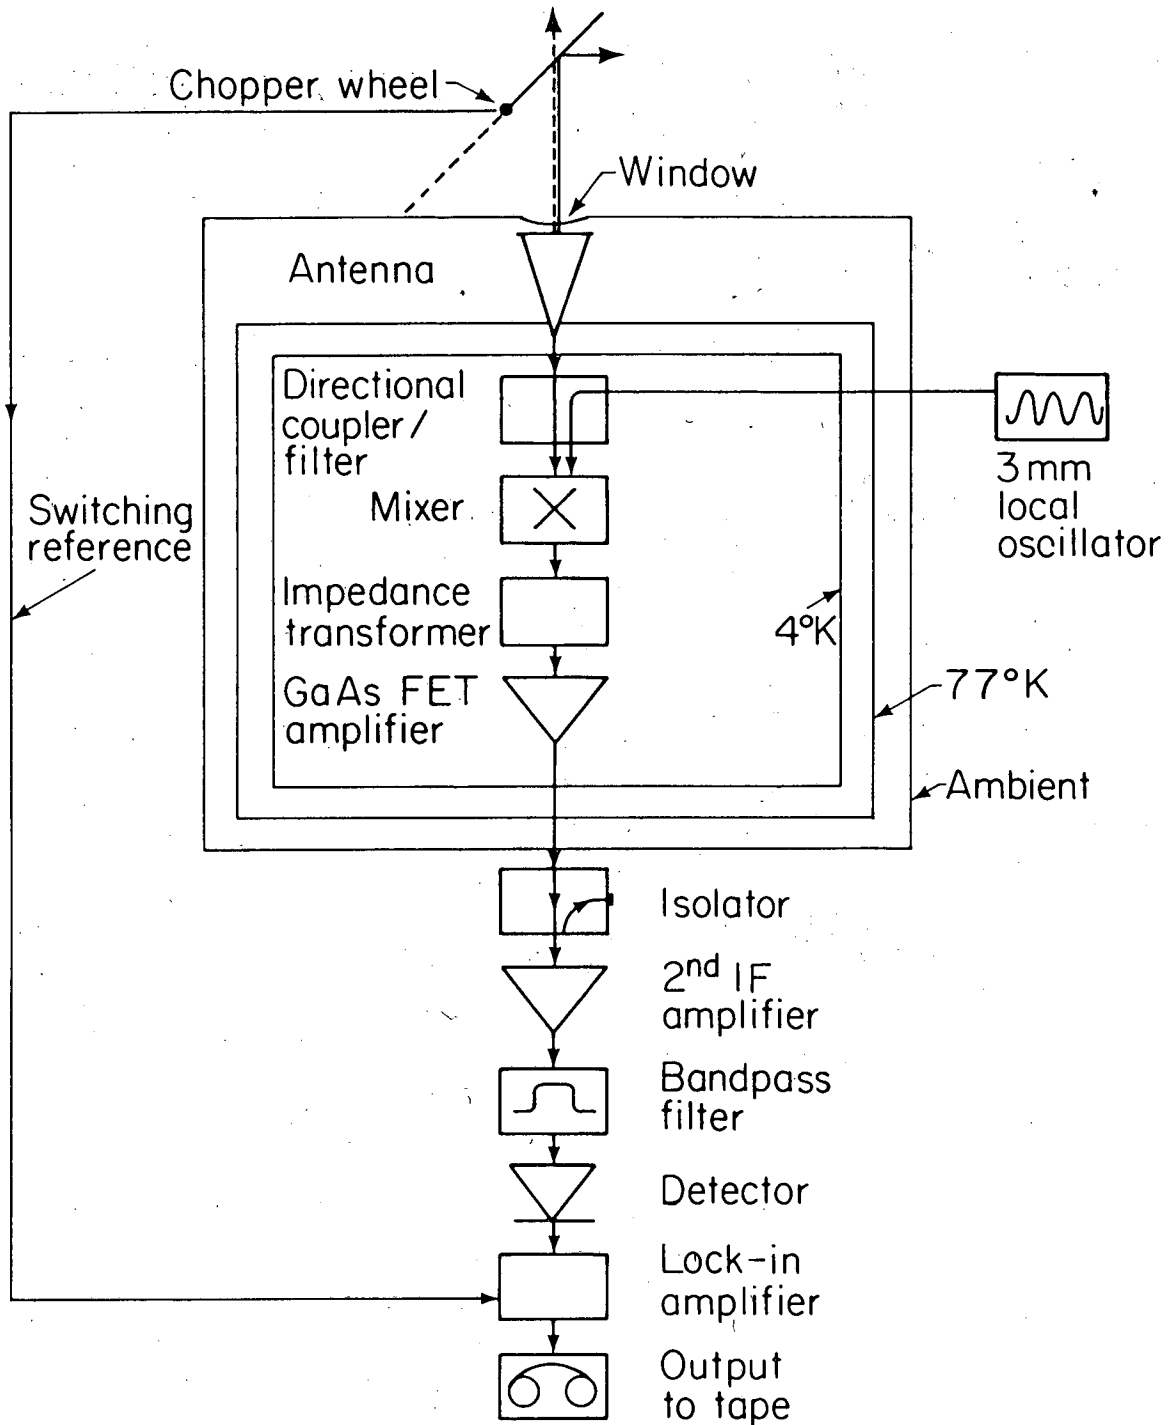 Chopper wheel
Window
Antenna
Directional
coupler/
filter
3mm
local
oscillator
Mixer
Switching
reference
Impedance
transformer
4°K
GaAs FET
amplifier
77°K
Ambient
Isolator
2nd IF
amplifier
Bandpass
filter
Detector
Lock-in
amplifier
Output
to tape